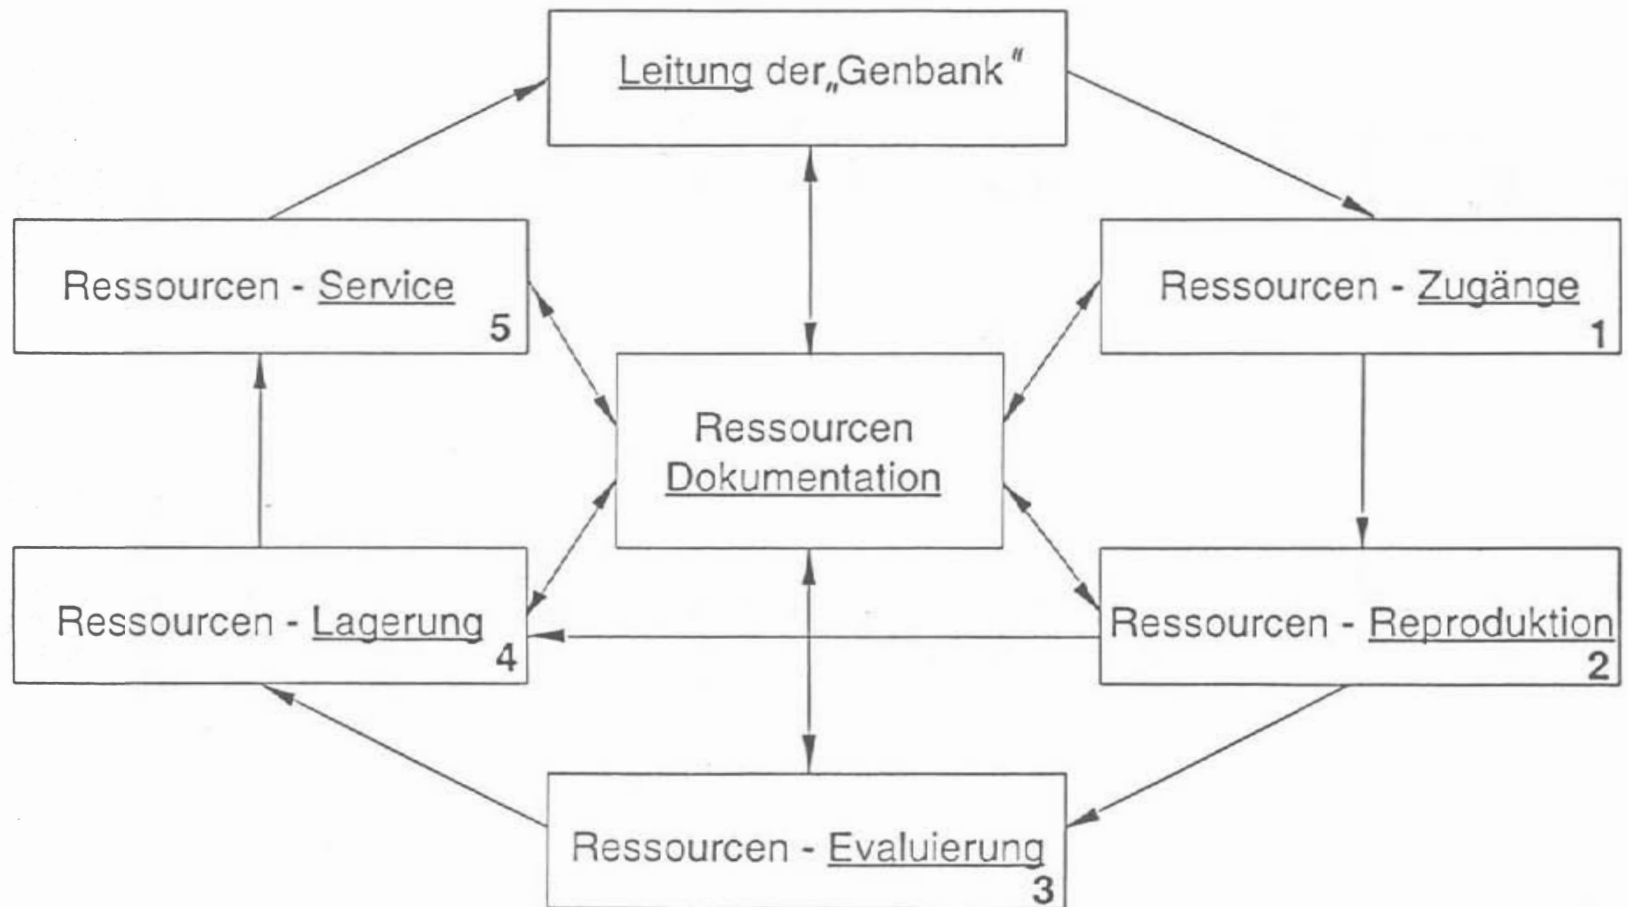 Leitung der „Genbank“
Ressourcen - Service
5
Ressourcen - Zugänge
1
Ressourcen
Dokumentation
Ressourcen - Lagerung
4
Ressourcen - Reproduktion
2
Ressourcen - Evaluierung
3